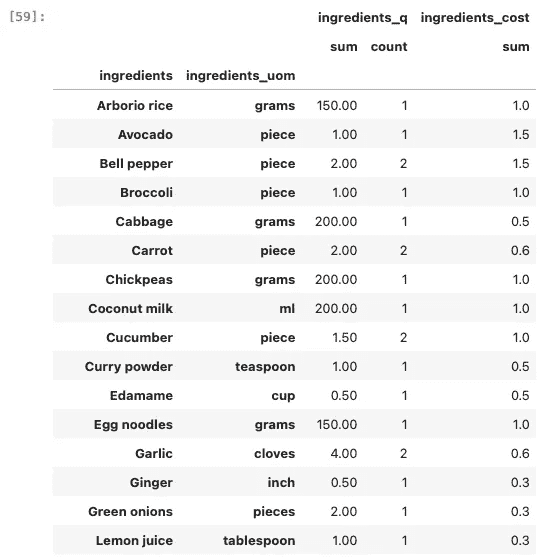 [59]: ingredients_q ingredients_cost
sum count sum
ingredients ingredients_uom
Arborio rice grams 150.00 1 1.0
Avocado piece 1.00 1 1.5
Bell pepper piece 2.00 2 1.5
Broccoli piece 1.00 1 1.0
Cabbage grams 200.00 1 0.5
Carrot piece 2.00 2 0.6
Chickpeas grams 200.00 1 1.0
Coconut milk ml 200.00 1 1.0
Cucumber piece 1.50 2 1.0
Curry powder teaspoon 1.00 1 0.5
Edamame cup 0.50 1 0.5
Egg noodles grams 150.00 1 1.0
Garlic cloves 4.00 2 0.6
Ginger inch 0.50 1 0.3
Green onions pieces 2.00 1 0.3
Lemon juice tablespoon 1.00 1 0.3